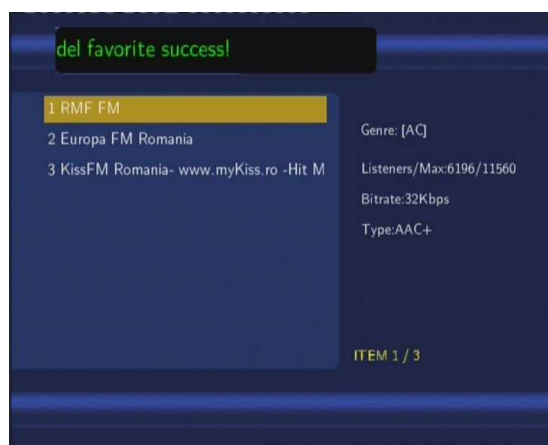 del favorite success!
1 RMF FM
2 Europa FM Romania
3 KissFM Romania- www.myKiss.ro -Hit M
Genre: [AC]
Listeners/Max:6196/11560
Bitrate:32Kbps
Type:AAC+
ITEM 1 / 3